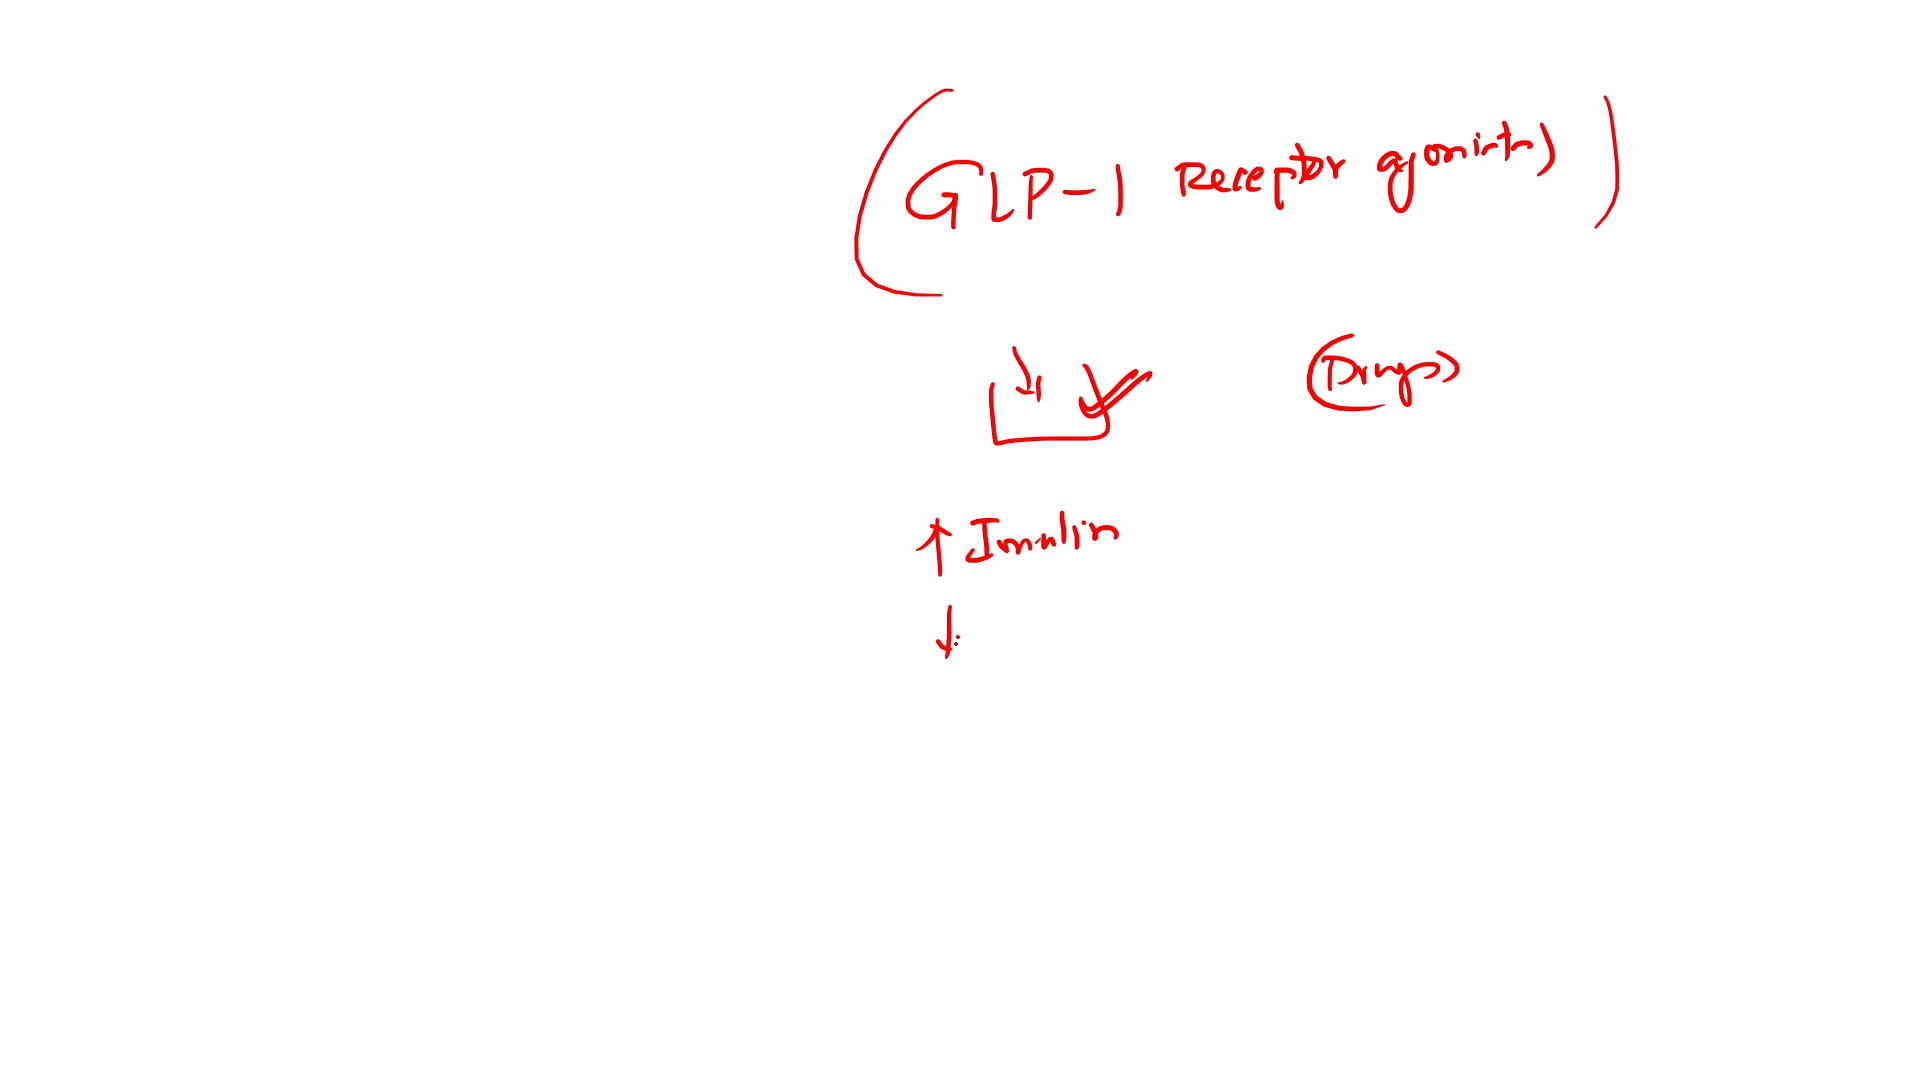 (GLP-1 Receptor agonists)
Drugs
↑ Insulin
↓